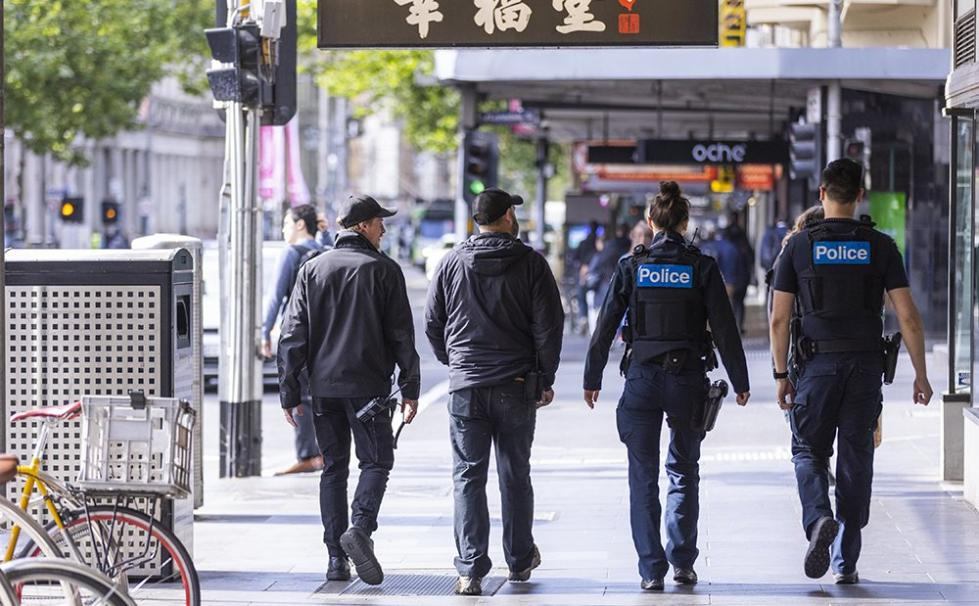 幸福堂
oche
Police
Police